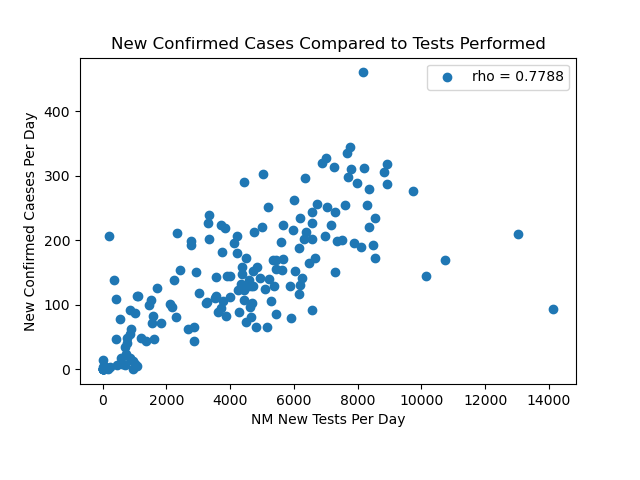 New Confirmed Cases Compared to Tests Performed
rho = 0.7788
New Confirmed Caeses Per Day
400
300
200
100
0
0 2000 4000 6000 8000 10000 12000 14000
NM New Tests Per Day